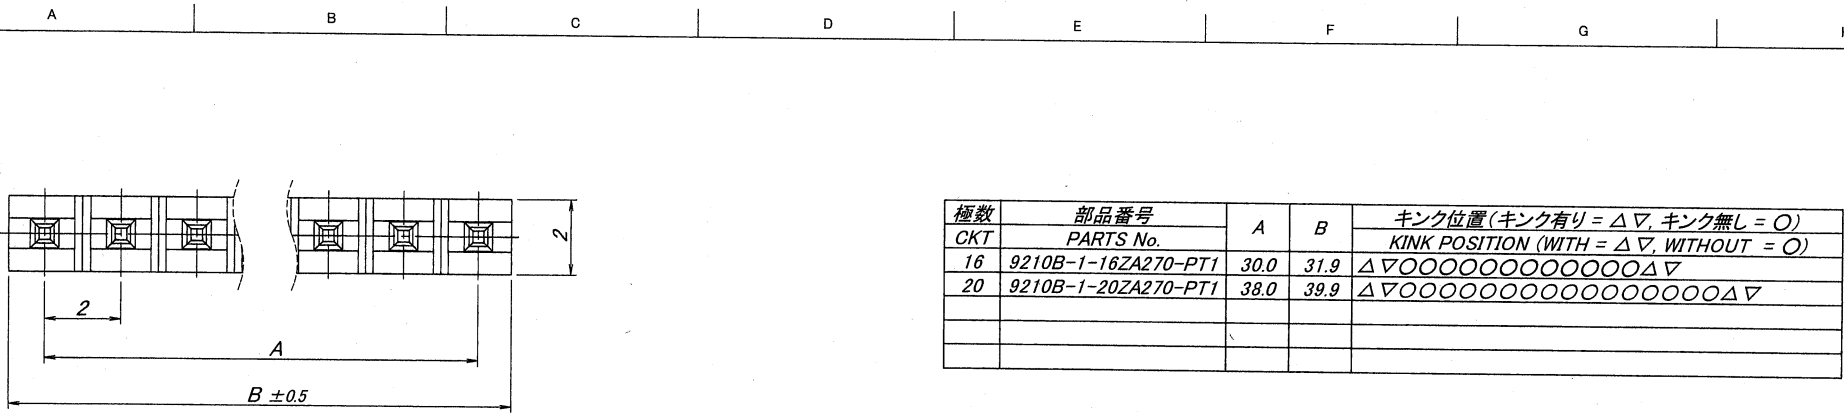 A B C D E F G
2
2
A
B ±0.5
極数 部品番号 A B キンク位置(キンク有り = △▽, キンク無し = ○)
CKT PARTS No. KINK POSITION (WITH = △▽, WITHOUT = ○)
16 9210B-1-16ZA270-PT1 30.0 31.9 △▽○○○○○○○○○○○○△▽
20 9210B-1-20ZA270-PT1 38.0 39.9 △▽○○○○○○○○○○○○○○○○△▽